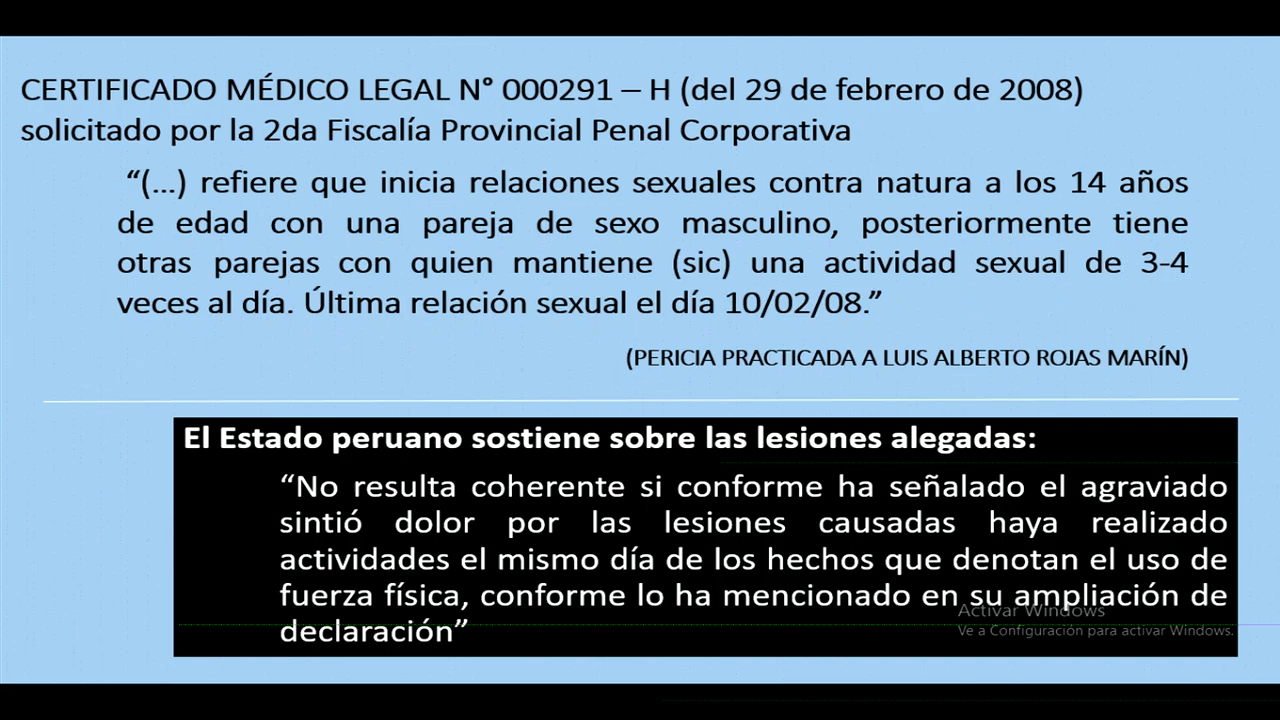 CERTIFICADO MÉDICO LEGAL N° 000291 – H (del 29 de febrero de 2008)
solicitado por la 2da Fiscalía Provincial Penal Corporativa
“(...) refiere que inicia relaciones sexuales contra natura a los 14 años
de edad con una pareja de sexo masculino, posteriormente tiene
otras parejas con quien mantiene (sic) una actividad sexual de 3-4
veces al día. Última relación sexual el día 10/02/08.”
(PERICIA PRACTICADA A LUIS ALBERTO ROJAS MARÍN)
El Estado peruano sostiene sobre las lesiones alegadas:
“No resulta coherente si conforme ha señalado el agraviado
sintió dolor por las lesiones causadas haya realizado
actividades el mismo día de los hechos que denotan el uso de
fuerza física, conforme lo ha mencionado en su ampliación de
declaración”
Activar Windows
Ve a Configuración para activar Windows.